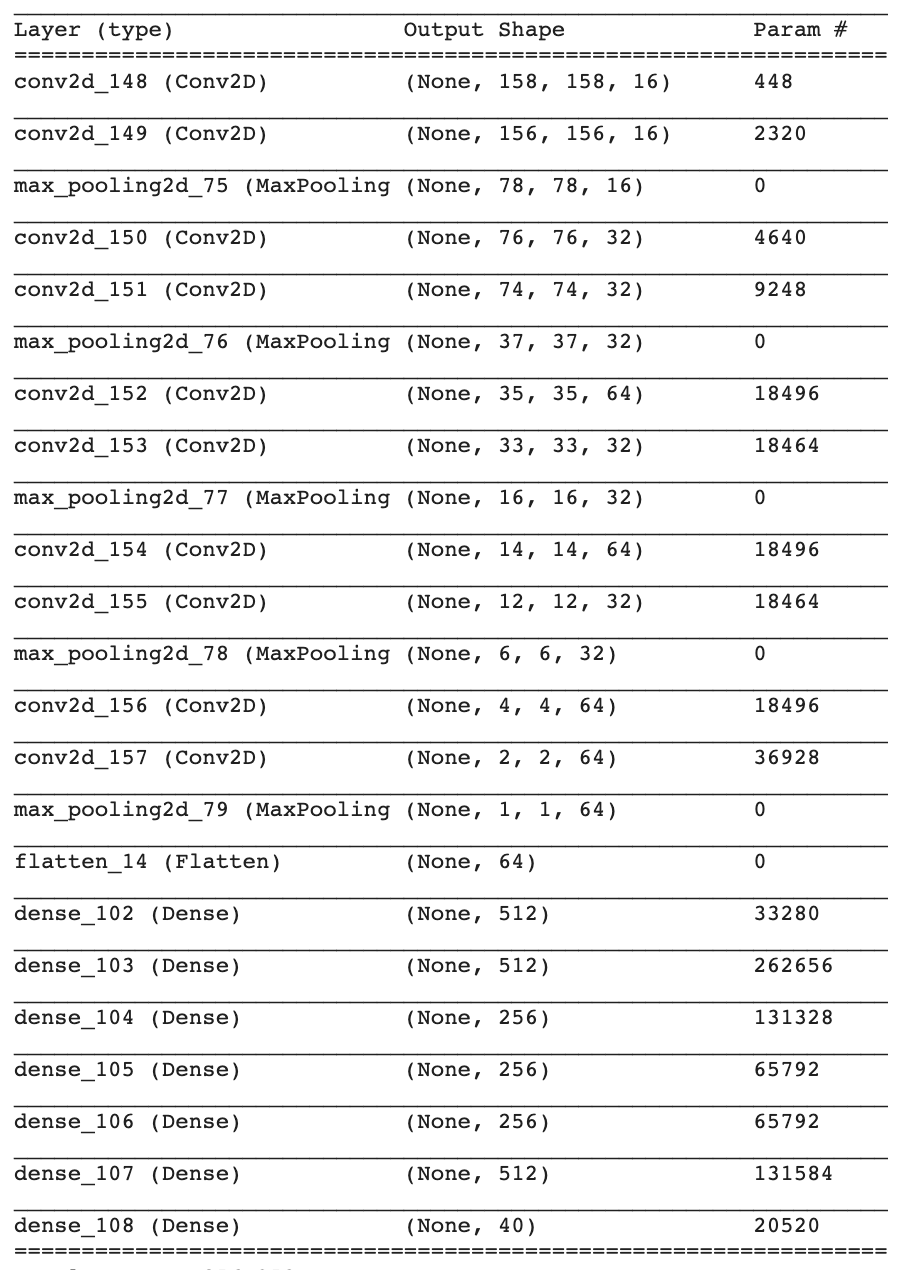 Layer (type) Output Shape Param #
=================================================================
conv2d_148 (Conv2D) (None, 158, 158, 16) 448
conv2d_149 (Conv2D) (None, 156, 156, 16) 2320
max_pooling2d_75 (MaxPooling (None, 78, 78, 16) 0
conv2d_150 (Conv2D) (None, 76, 76, 32) 4640
conv2d_151 (Conv2D) (None, 74, 74, 32) 9248
max_pooling2d_76 (MaxPooling (None, 37, 37, 32) 0
conv2d_152 (Conv2D) (None, 35, 35, 64) 18496
conv2d_153 (Conv2D) (None, 33, 33, 32) 18464
max_pooling2d_77 (MaxPooling (None, 16, 16, 32) 0
conv2d_154 (Conv2D) (None, 14, 14, 64) 18496
conv2d_155 (Conv2D) (None, 12, 12, 32) 18464
max_pooling2d_78 (MaxPooling (None, 6, 6, 32) 0
conv2d_156 (Conv2D) (None, 4, 4, 64) 18496
conv2d_157 (Conv2D) (None, 2, 2, 64) 36928
max_pooling2d_79 (MaxPooling (None, 1, 1, 64) 0
flatten_14 (Flatten) (None, 64) 0
dense_102 (Dense) (None, 512) 33280
dense_103 (Dense) (None, 512) 262656
dense_104 (Dense) (None, 256) 131328
dense_105 (Dense) (None, 256) 65792
dense_106 (Dense) (None, 256) 65792
dense_107 (Dense) (None, 512) 131584
dense_108 (Dense) (None, 40) 20520
=================================================================